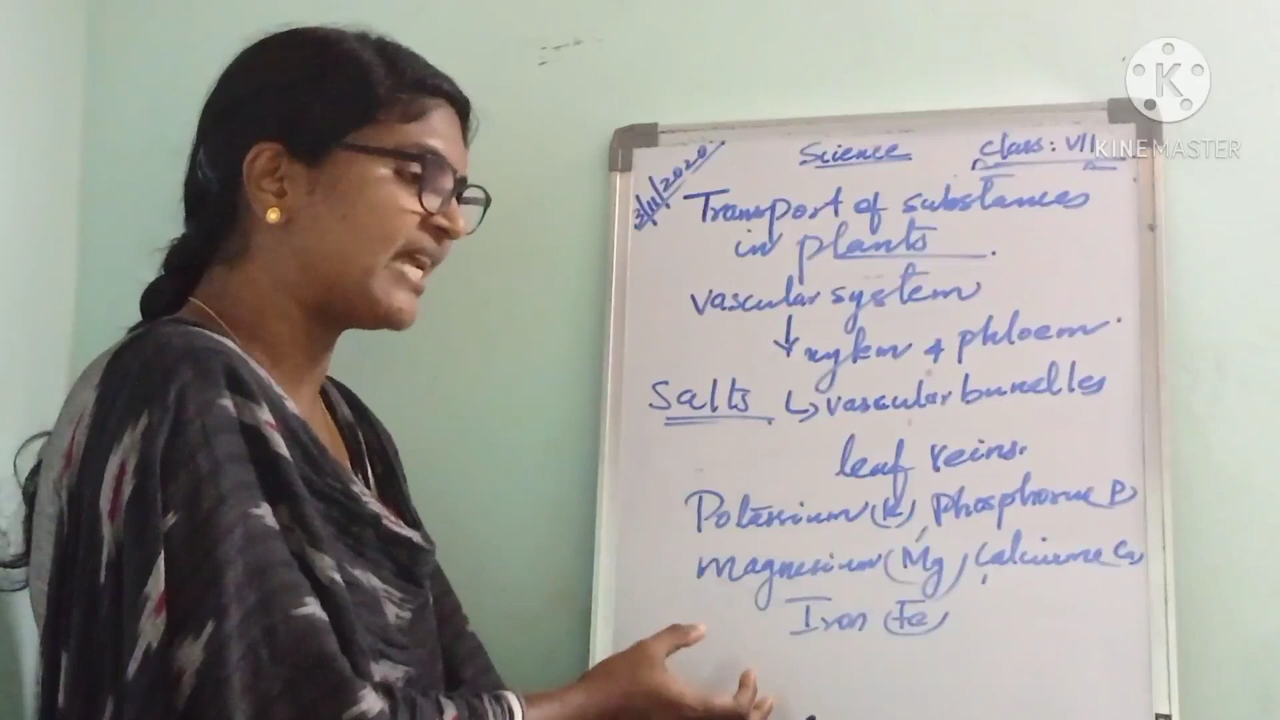 K
KINEMASTER
3/11/2020
Science
Class: VII
Transport of substances
in plants.
vascular system
↓ xylem & phloem.
Salts ↳ vascular bundles
leaf veins.
Potassium (K), Phosphorus P
Magnesium (Mg), Calcium Ca
Iron (Fe)